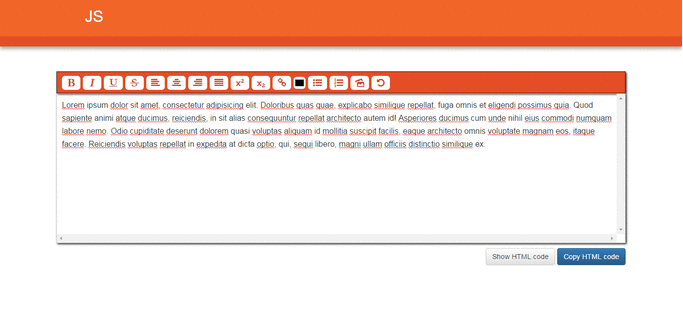 JS
B I U S x² x₂
Lorem ipsum dolor sit amet, consectetur adipisicing elit. Doloribus quas quae, explicabo similique repellat, fuga omnis et eligendi possimus quia. Quod
sapiente animi atque ducimus, reiciendis, in sit alias consequuntur repellat architecto autem id! Asperiores ducimus cum unde nihil eius commodi numquam
labore nemo. Odio cupiditate deserunt dolorem quasi voluptas aliquam id mollitia suscipit facilis, eaque architecto omnis voluptate magnam eos, itaque
facere. Reiciendis voluptas repellat in expedita at dicta optio, qui, sequi libero, magni ullam officiis distinctio similique ex.
Show HTML code Copy HTML code